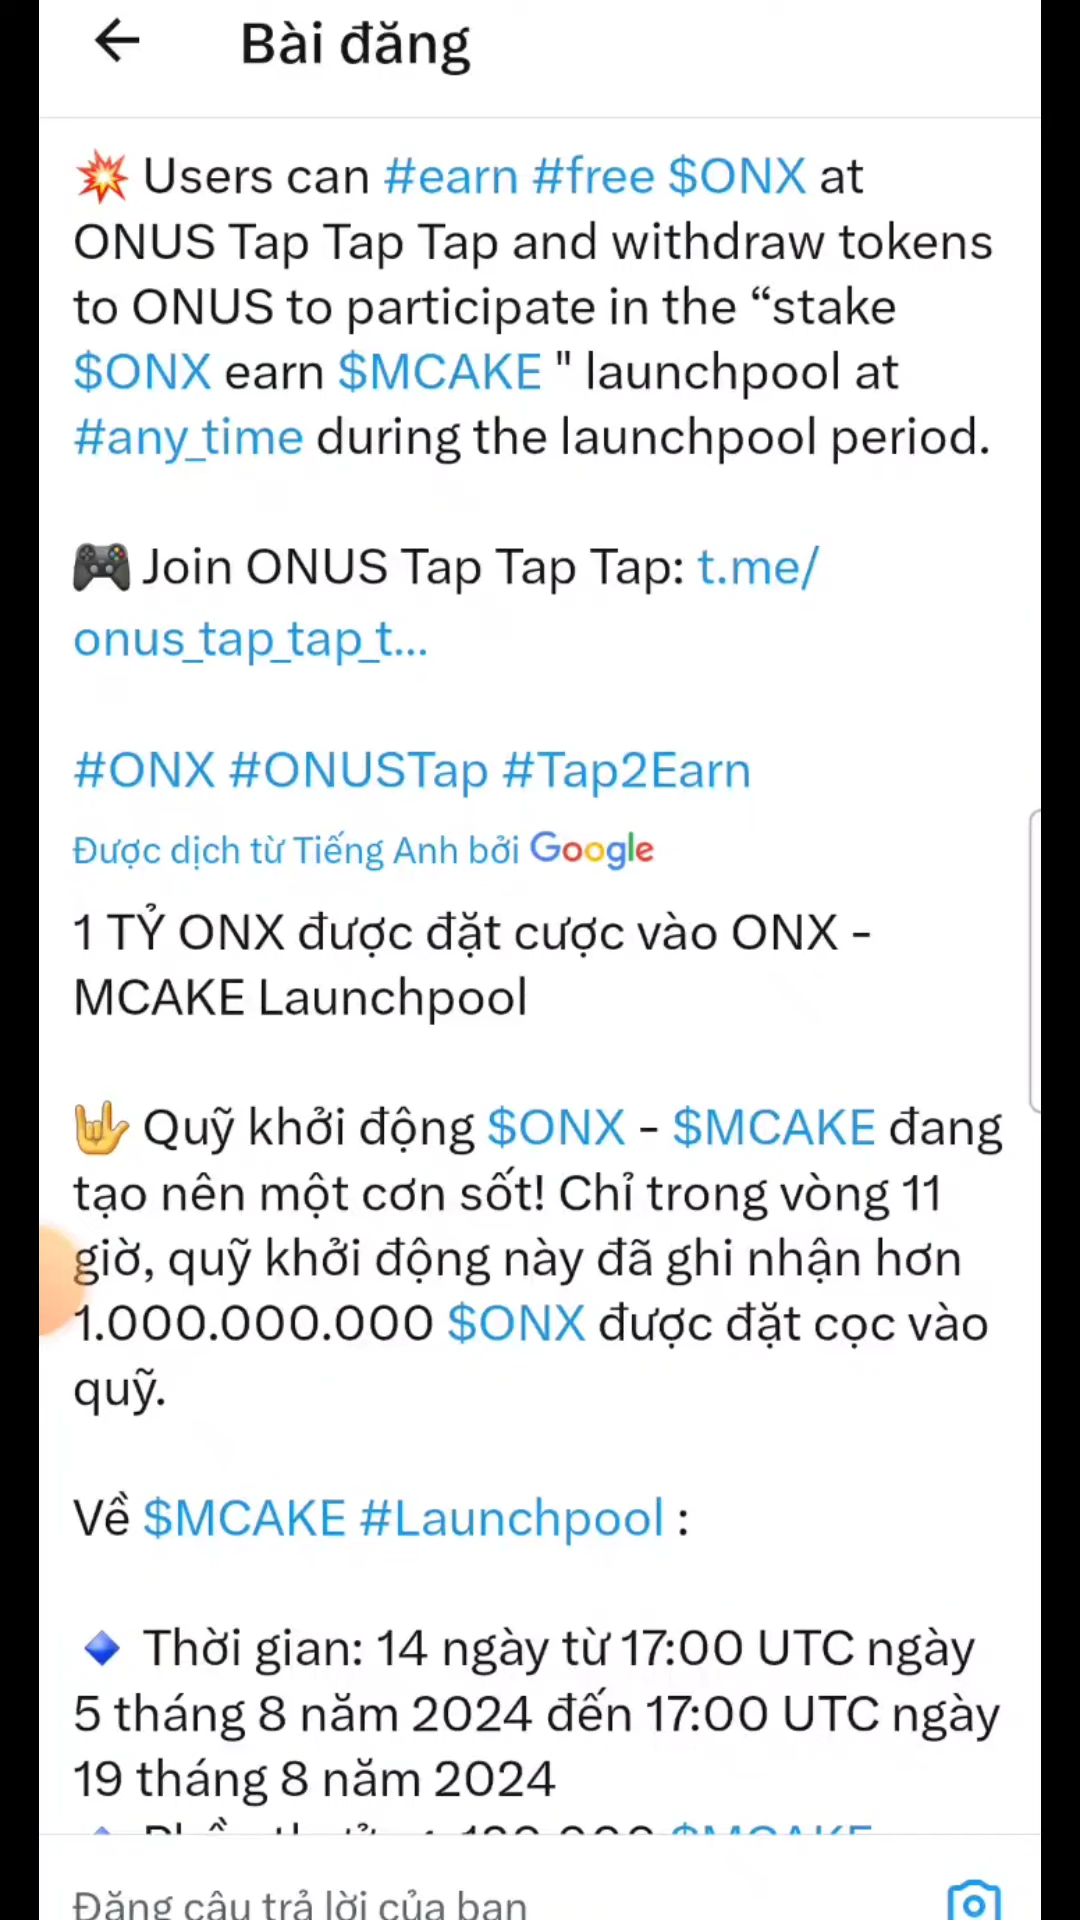 Bài đăng
Users can #earn #free $ONX at
ONUS Tap Tap Tap and withdraw tokens
to ONUS to participate in the “stake
$ONX earn $MCAKE " launchpool at
#any_time during the launchpool period.
Join ONUS Tap Tap Tap: t.me/
onus_tap_tap_t...
#ONX #ONUSTap #Tap2Earn
Được dịch từ Tiếng Anh bởi Google
1 TỶ ONX được đặt cược vào ONX -
MCAKE Launchpool
Quỹ khởi động $ONX - $MCAKE đang
tạo nên một cơn sốt! Chỉ trong vòng 11
giờ, quỹ khởi động này đã ghi nhận hơn
1.000.000.000 $ONX được đặt cọc vào
quỹ.
Về $MCAKE #Launchpool :
Thời gian: 14 ngày từ 17:00 UTC ngày
5 tháng 8 năm 2024 đến 17:00 UTC ngày
19 tháng 8 năm 2024
$MCAKE
Đăng câu trả lời của bạn